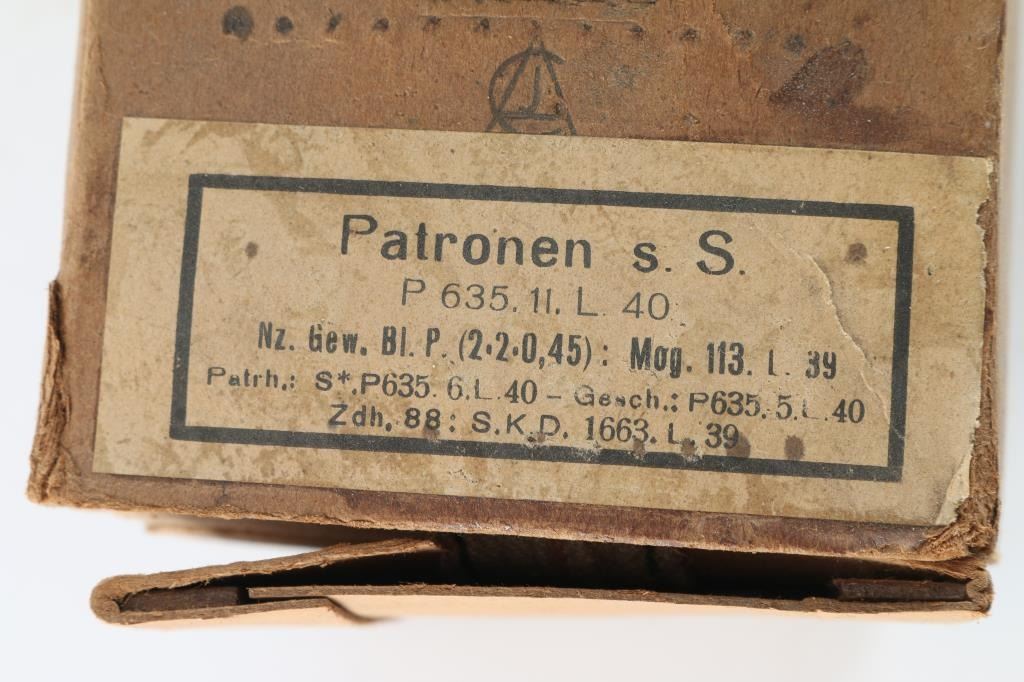 Patronen s. S.
P 635. 11. L. 40
Nz. Gew. Bl. P. (2·2·0,45): Mag. 113. L. 39
Patrh.: S*. P635. 6. L. 40 – Gesch.: P635. 5. L. 40
Zdh. 88: S.K.D. 1663. L. 39